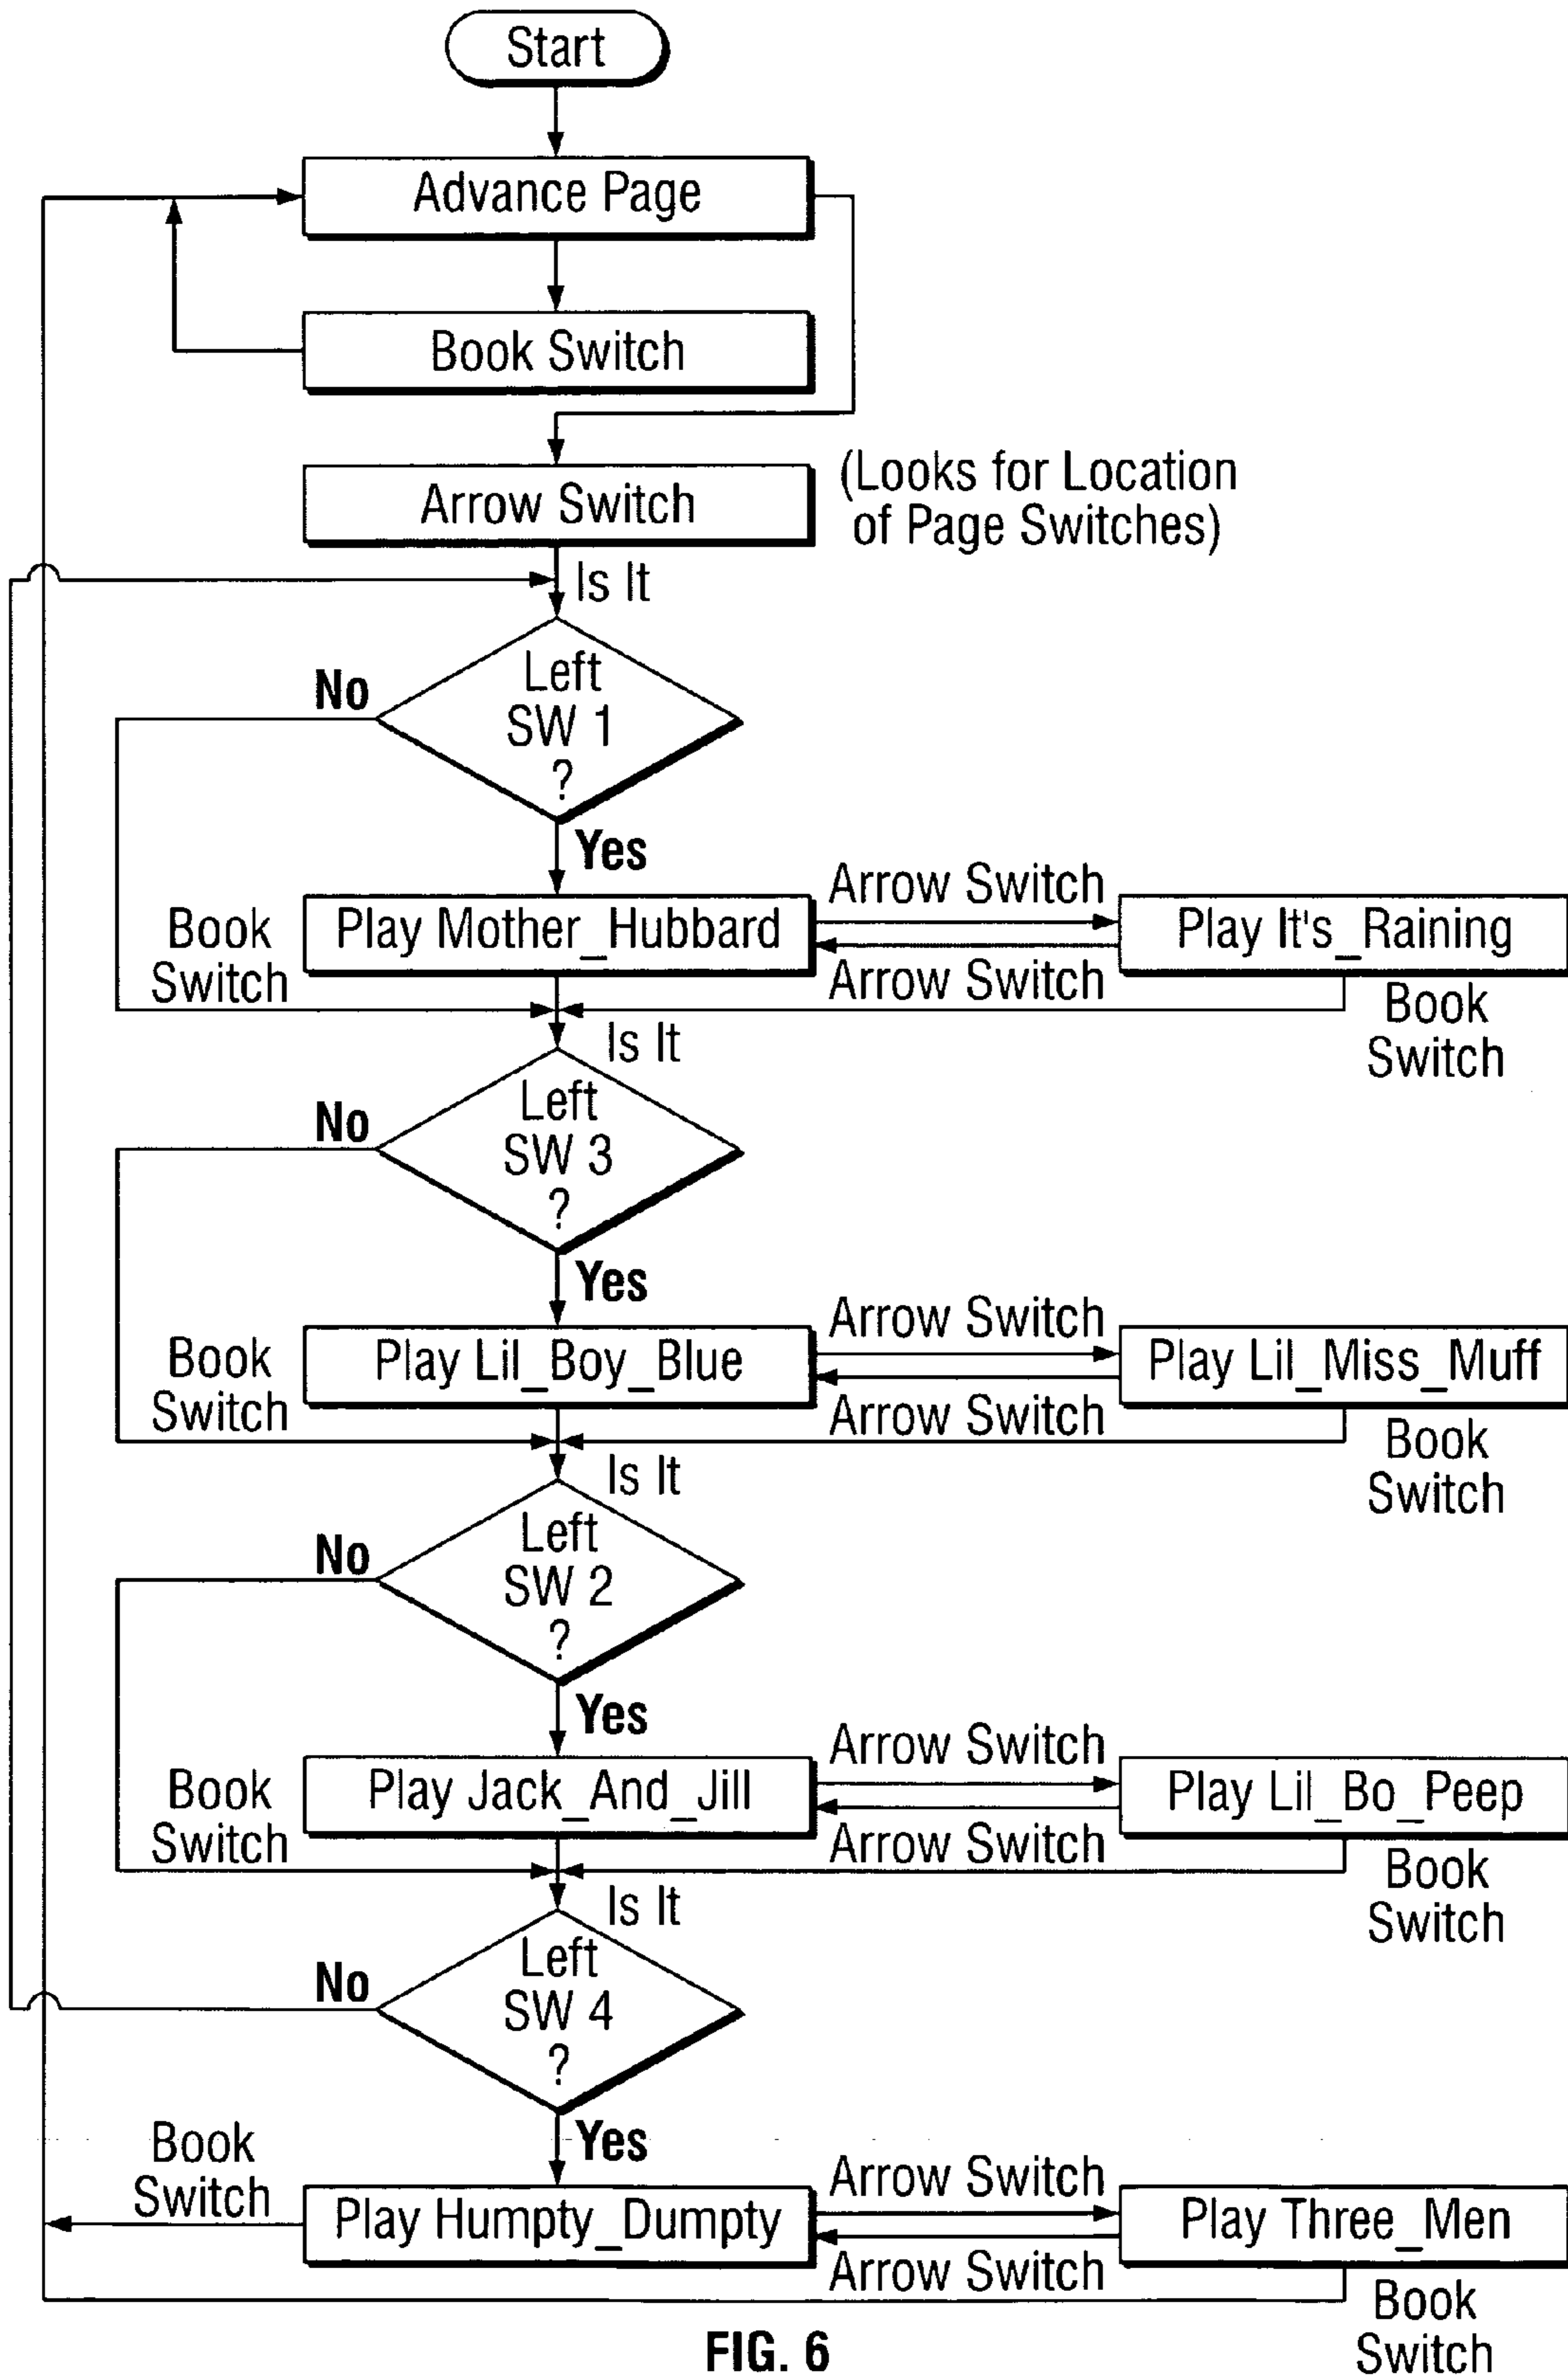 Start
Advance Page
Book Switch
Arrow Switch
(Looks for Location
of Page Switches)
Is It
Left
SW 1
?
No
Yes
Book
Switch
Play Mother_Hubbard
Arrow Switch
Arrow Switch
Play It's_Raining
Book
Switch
Is It
Left
SW 3
?
No
Yes
Book
Switch
Play Lil_Boy_Blue
Arrow Switch
Arrow Switch
Play Lil_Miss_Muff
Book
Switch
Is It
Left
SW 2
?
No
Yes
Book
Switch
Play Jack_And_Jill
Arrow Switch
Arrow Switch
Play Lil_Bo_Peep
Book
Switch
Is It
Left
SW 4
?
No
Yes
Book
Switch
Play Humpty_Dumpty
Arrow Switch
Arrow Switch
Play Three_Men
Book
Switch
FIG. 6